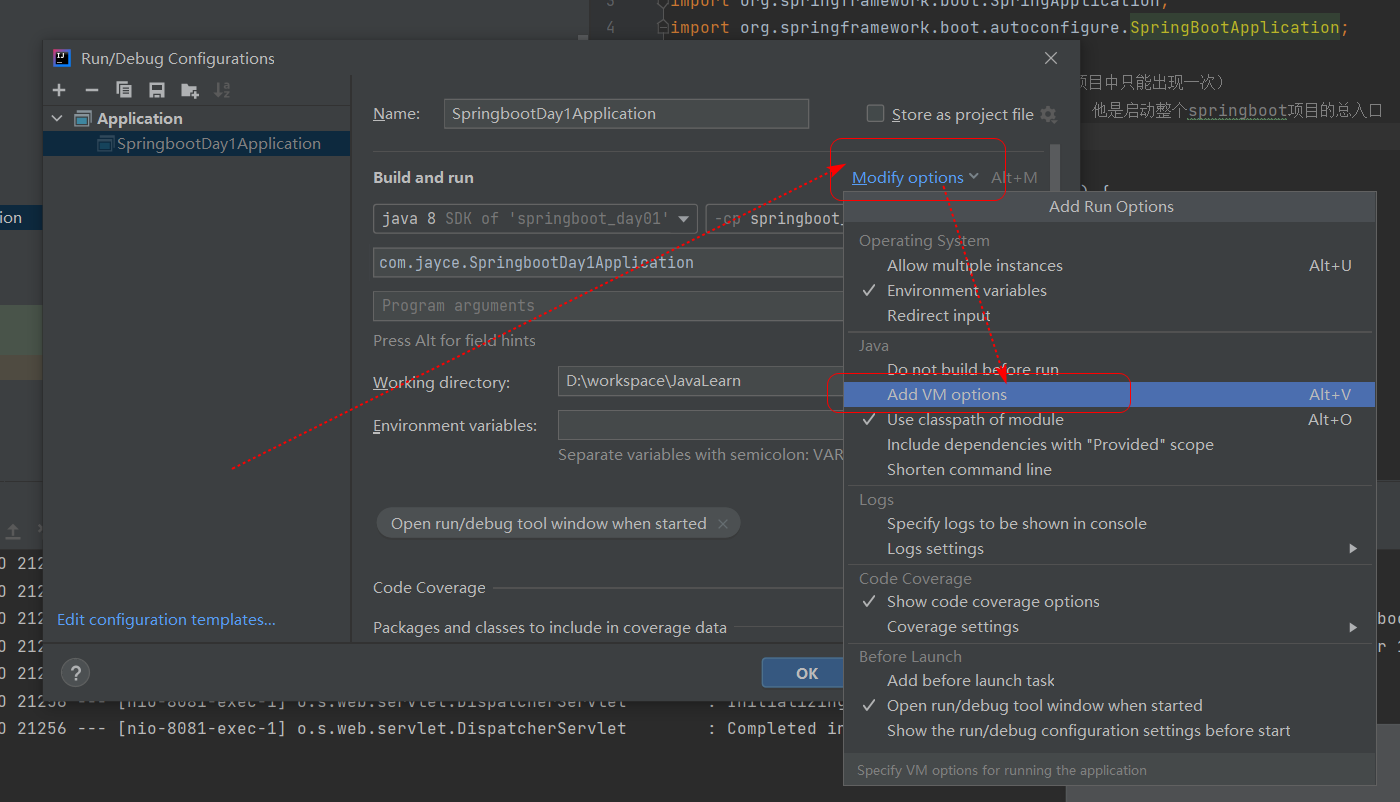 3 import org.springframework.boot.SpringApplication;
4 import org.springframework.boot.autoconfigure.SpringBootApplication;
Run/Debug Configurations
项目中只能出现一次）
他是启动整个springboot项目的总入口
) {
Application
SpringbootDay1Application
Name: SpringbootDay1Application
Store as project file
Build and run
Modify options Alt+M
java 8 SDK of 'springboot_day01'
-cp springboot_
com.jayce.SpringbootDay1Application
Program arguments
Press Alt for field hints
Working directory: D:\workspace\JavaLearn
Environment variables:
Separate variables with semicolon: VAR
Open run/debug tool window when started
Code Coverage
Packages and classes to include in coverage data
Edit configuration templates...
?
OK
Add Run Options
Operating System
Allow multiple instances Alt+U
Environment variables
Redirect input
Java
Do not build before run
Add VM options Alt+V
Use classpath of module Alt+O
Include dependencies with "Provided" scope
Shorten command line
Logs
Specify logs to be shown in console
Logs settings
Code Coverage
Show code coverage options
Coverage settings
Before Launch
Add before launch task
Open run/debug tool window when started
Show the run/debug configuration settings before start
Specify VM options for running the application
ion
0 212
0 212
0 212
0 212
0 212
0 21256 --- [nio-8081-exec-1] o.s.web.servlet.DispatcherServlet : Initializing
0 21256 --- [nio-8081-exec-1] o.s.web.servlet.DispatcherServlet : Completed in